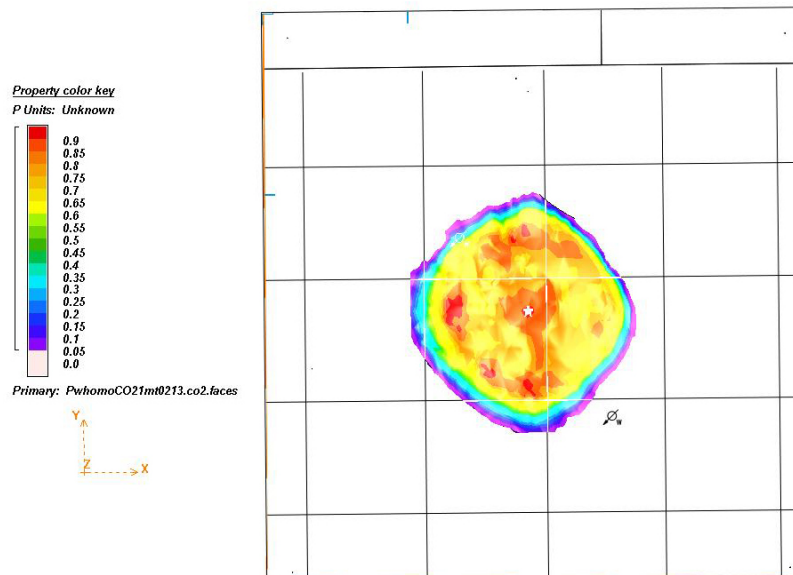 Property color key
P Units: Unknown
0.9
0.85
0.8
0.75
0.7
0.65
0.6
0.55
0.5
0.45
0.4
0.35
0.3
0.25
0.2
0.15
0.1
0.05
0.0
Primary: PwhomoCO21mt0213.co2.faces
Y
Z
X
W